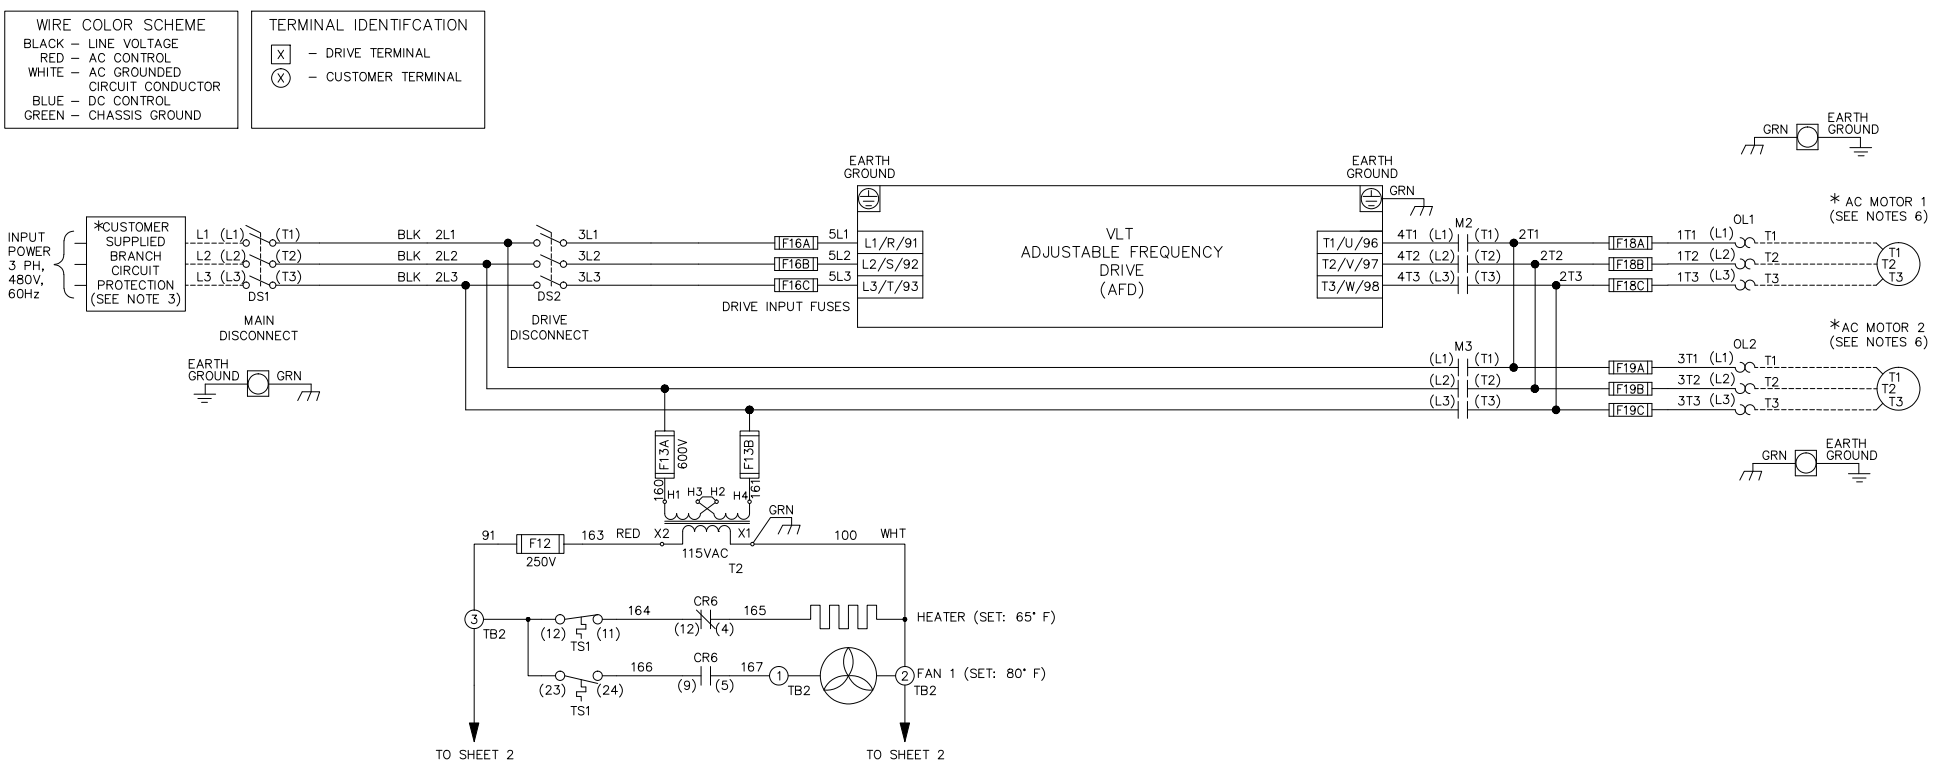 WIRE COLOR SCHEME
BLACK – LINE VOLTAGE
RED – AC CONTROL
WHITE – AC GROUNDED
CIRCUIT CONDUCTOR
BLUE – DC CONTROL
GREEN – CHASSIS GROUND
TERMINAL IDENTIFCATION
X – DRIVE TERMINAL
X – CUSTOMER TERMINAL
INPUT
POWER
3 PH,
480V,
60Hz
*CUSTOMER
SUPPLIED
BRANCH
CIRCUIT
PROTECTION
(SEE NOTE 3)
L1 (L1) (T1) BLK 2L1 3L1 F16A 5L1 L1/R/91
L2 (L2) (T2) BLK 2L2 3L2 F16B 5L2 L2/S/92
L3 (L3) (T3) BLK 2L3 3L3 F16C 5L3 L3/T/93
DS1
MAIN
DISCONNECT
DS2
DRIVE
DISCONNECT
DRIVE INPUT FUSES
EARTH
GROUND
GRN
EARTH
GROUND
VLT
ADJUSTABLE FREQUENCY
DRIVE
(AFD)
EARTH
GROUND
GRN
M2
OL1
T1/U/96 4T1 (L1) (T1) 2T1 F18A 1T1 (L1) T1
T2/V/97 4T2 (L2) (T2) 2T2 F18B 1T2 (L2) T2
T3/W/98 4T3 (L3) (T3) 2T3 F18C 1T3 (L3) T3
GRN
EARTH
GROUND
* AC MOTOR 1
(SEE NOTES 6)
T1
T2
T3
M3
OL2
(L1) (T1) F19A 3T1 (L1) T1
(L2) (T2) F19B 3T2 (L2) T2
(L3) (T3) F19C 3T3 (L3) T3
*AC MOTOR 2
(SEE NOTES 6)
T1
T2
T3
GRN
EARTH
GROUND
F13A
600V
F13B
160
161
H1 H3 H2 H4
GRN
91 F12 163 RED X2 X1 100 WHT
250V
115VAC
T2
3
TB2
164 CR6 165
(12) (11) (12) (4)
TS1
HEATER (SET: 65° F)
166 CR6 167 1
TB2
(23) (24) (9) (5)
TS1
2
TB2
FAN 1 (SET: 80° F)
TO SHEET 2
TO SHEET 2